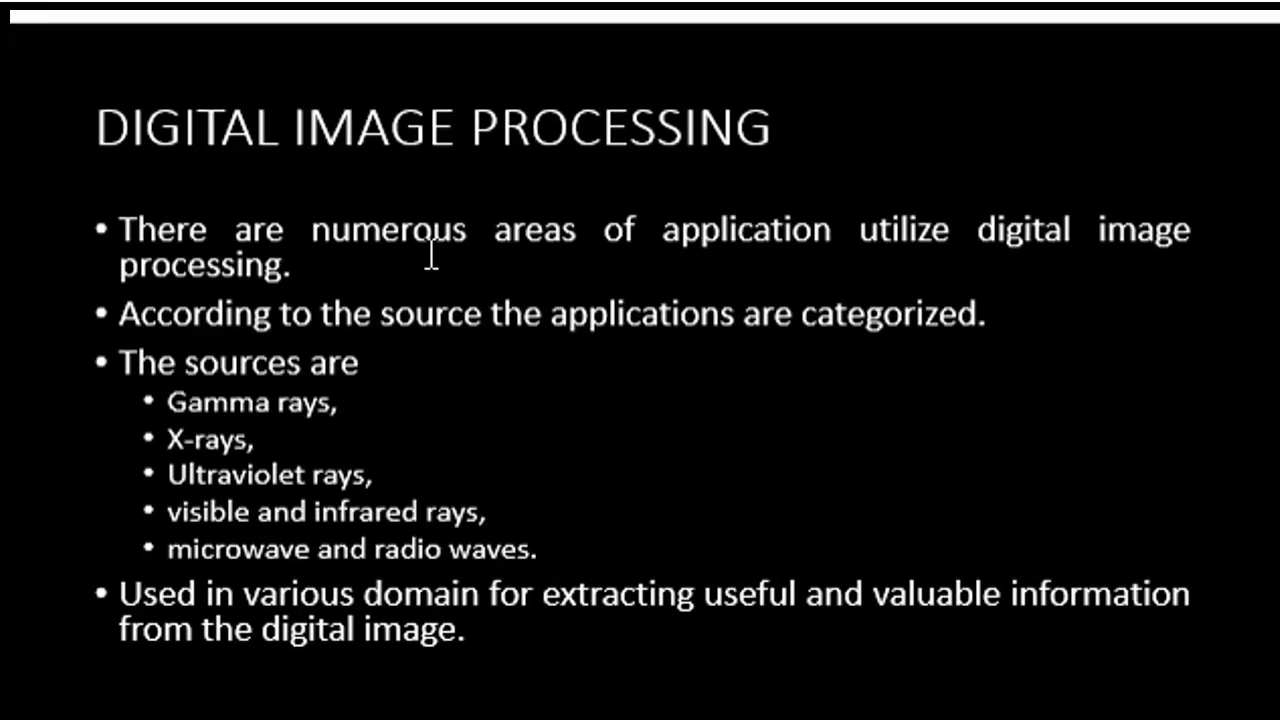 DIGITAL IMAGE PROCESSING
• There are numerous areas of application utilize digital image
processing.
• According to the source the applications are categorized.
• The sources are
• Gamma rays,
• X-rays,
• Ultraviolet rays,
• visible and infrared rays,
• microwave and radio waves.
• Used in various domain for extracting useful and valuable information
from the digital image.